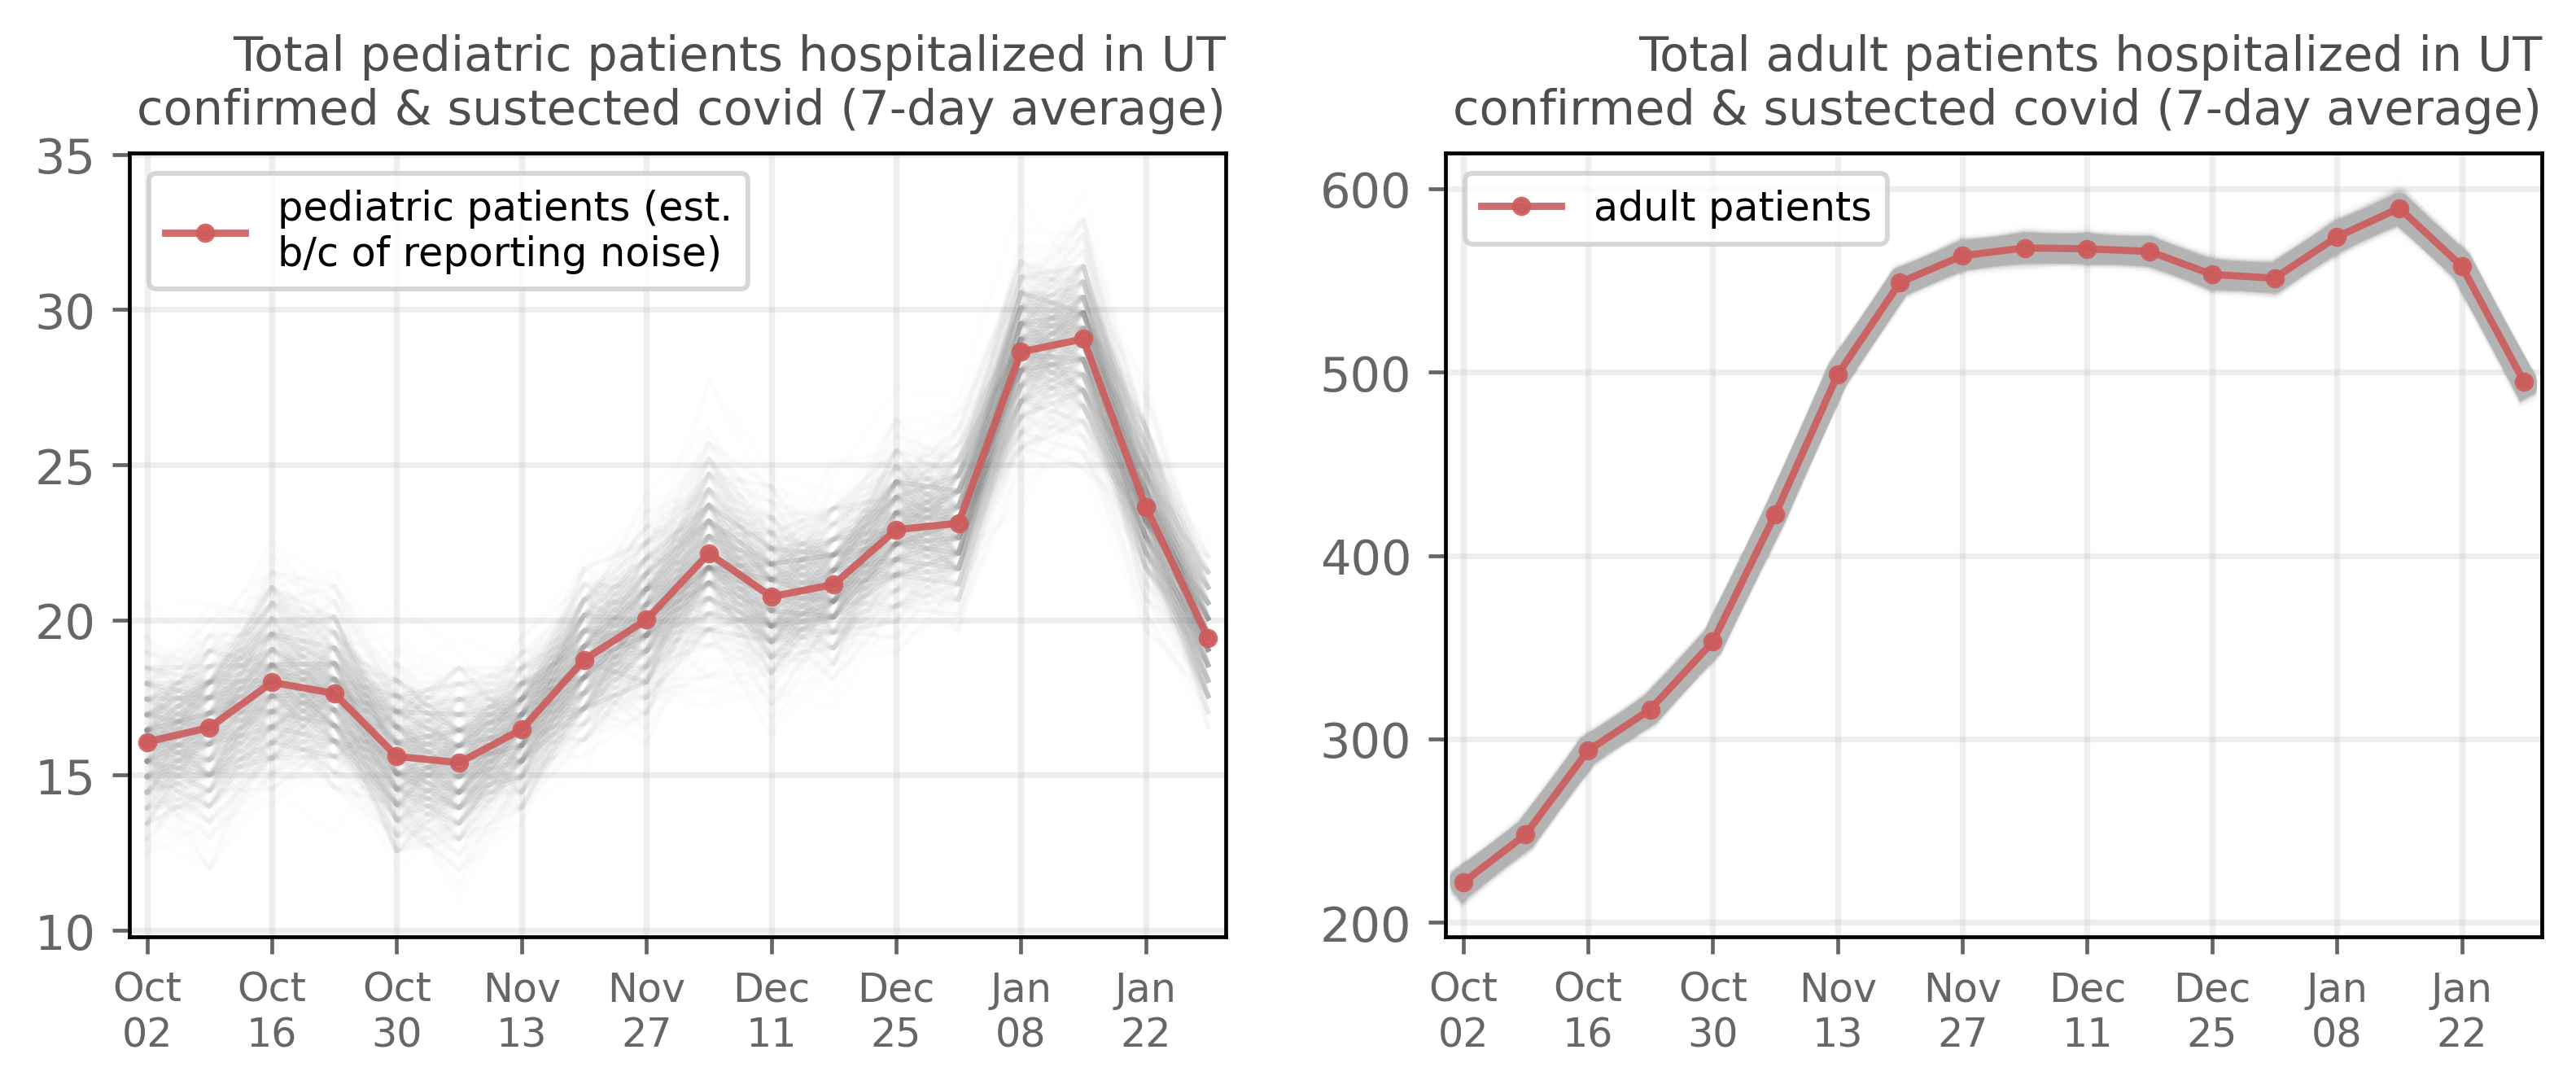 Total pediatric patients hospitalized in UT
confirmed & sustected covid (7-day average)
35
30
25
20
15
10
pediatric patients (est.
b/c of reporting noise)
Oct Oct Oct Nov Nov Dec Dec Jan Jan
02 16 30 13 27 11 25 08 22
Total adult patients hospitalized in UT
confirmed & sustected covid (7-day average)
600
500
400
300
200
adult patients
Oct Oct Oct Nov Nov Dec Dec Jan Jan
02 16 30 13 27 11 25 08 22